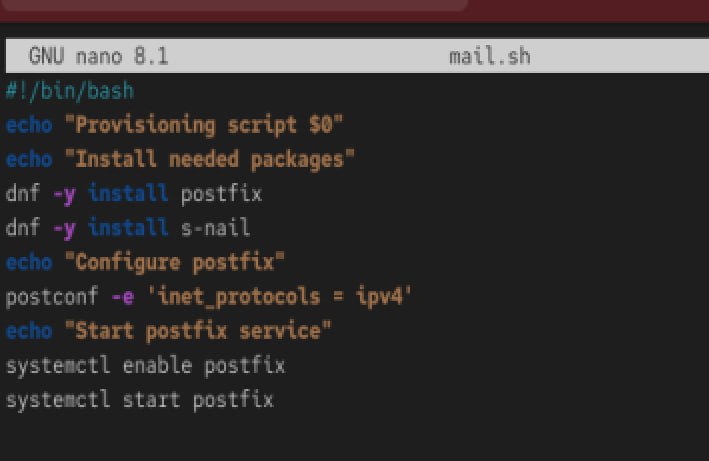 GNU nano 8.1 mail.sh
#!/bin/bash
echo "Provisioning script $0"
echo "Install needed packages"
dnf -y install postfix
dnf -y install s-nail
echo "Configure postfix"
postconf -e 'inet_protocols = ipv4'
echo "Start postfix service"
systemctl enable postfix
systemctl start postfix